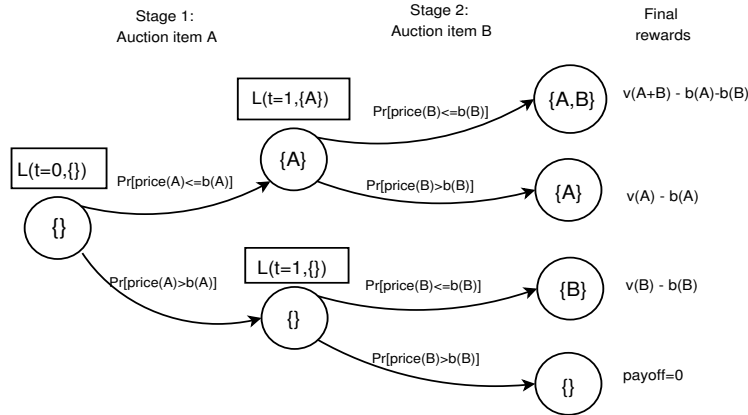 Stage 1:
Auction item A
Stage 2:
Auction item B
Final
rewards
L(t=0,{})
{}
Pr[price(A)<=b(A)]
Pr[price(A)>b(A)]
L(t=1,{A})
{A}
Pr[price(B)<=b(B)]
Pr[price(B)>b(B)]
L(t=1,{})
{}
Pr[price(B)<=b(B)]
Pr[price(B)>b(B)]
{A,B}
v(A+B) - b(A)-b(B)
{A}
v(A) - b(A)
{B}
v(B) - b(B)
{}
payoff=0